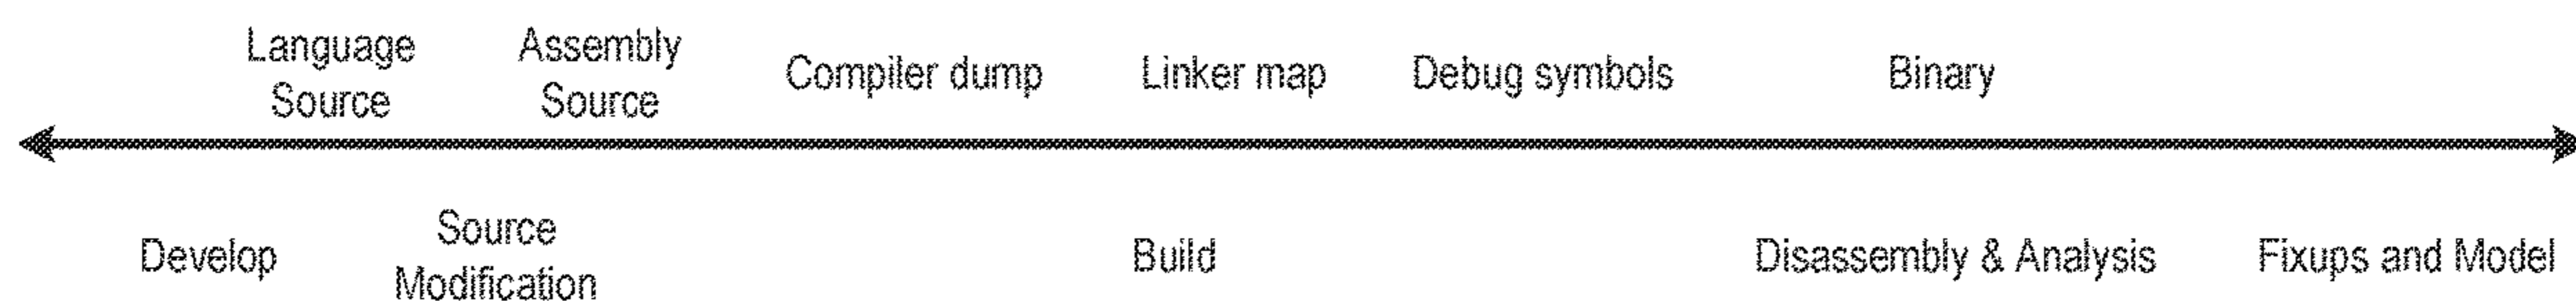 Language
Source
Assembly
Source
Compiler dump
Linker map
Debug symbols
Binary
Develop
Source
Modification
Build
Disassembly & Analysis
Fixups and Model